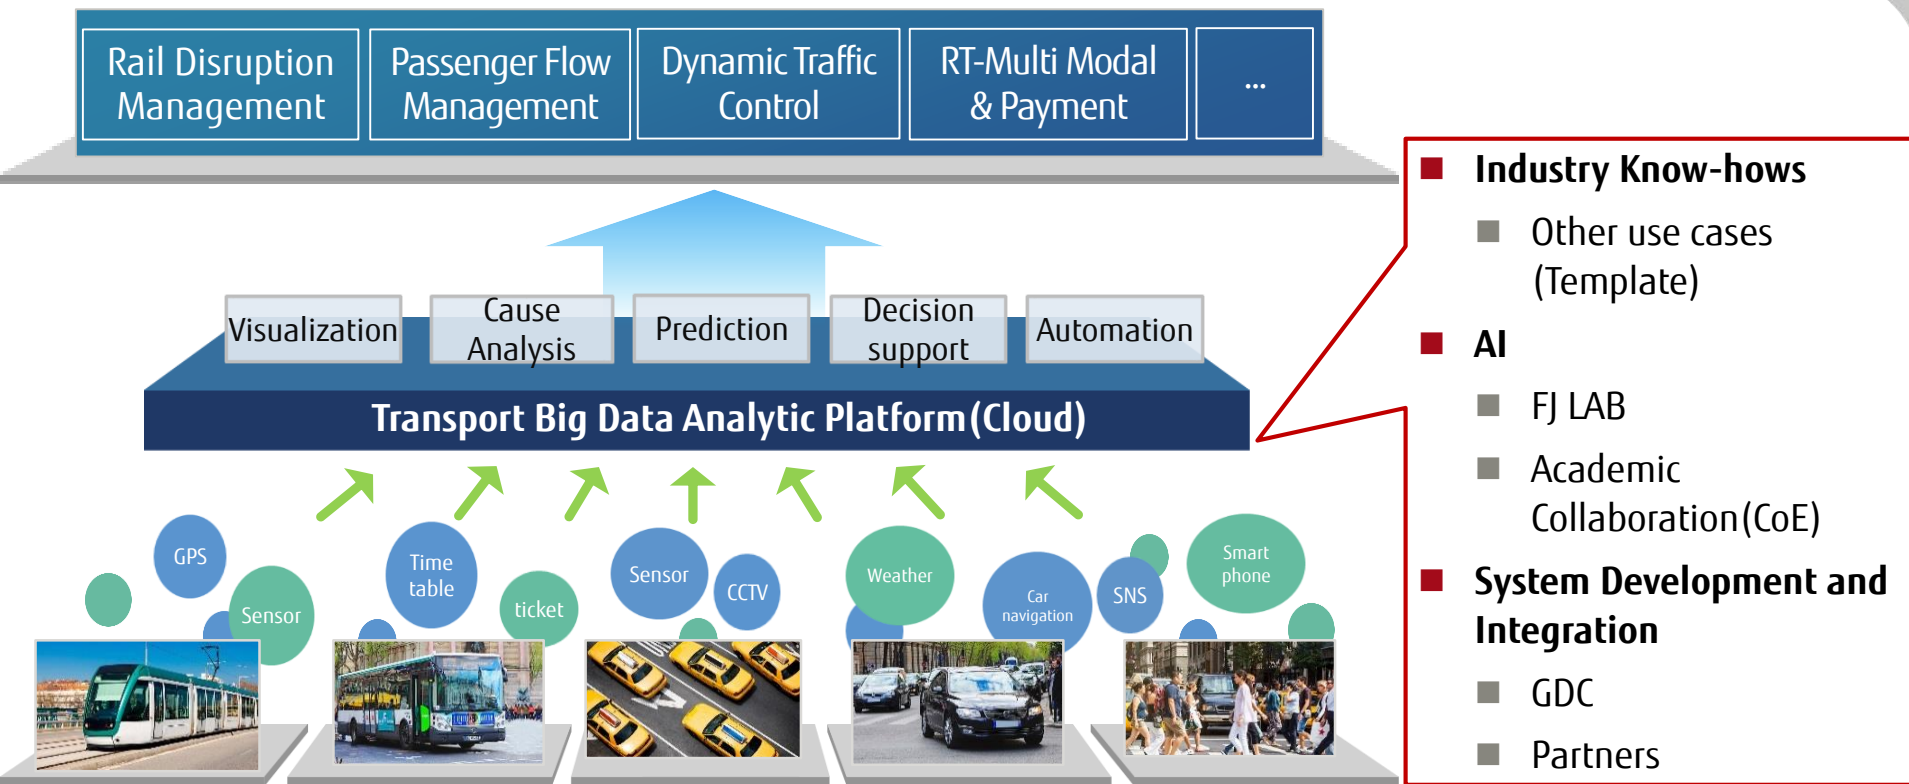 Rail Disruption
Management
Passenger Flow
Management
Dynamic Traffic
Control
RT-Multi Modal
& Payment
...
Visualization
Cause
Analysis
Prediction
Decision
support
Automation
Transport Big Data Analytic Platform(Cloud)
GPS
Sensor
Time
table
ticket
Sensor
CCTV
Weather
Car
navigation
SNS
Smart
phone
Industry Know-hows
Other use cases
(Template)
AI
FJ LAB
Academic
Collaboration(CoE)
System Development and
Integration
GDC
Partners